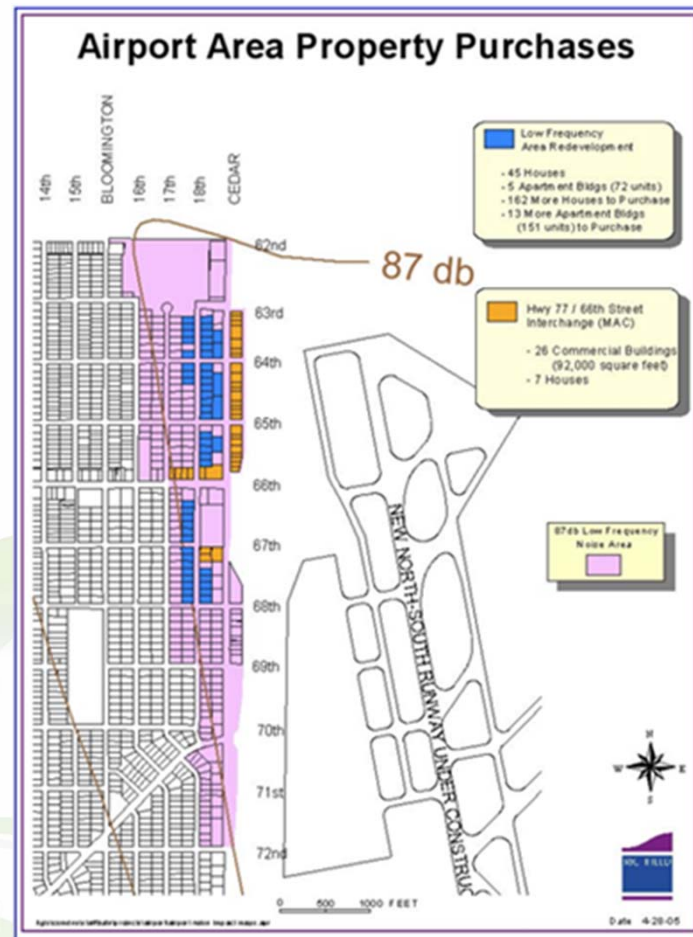 Airport Area Property Purchases
14th
15th
BLOOMINGTON
16th
17th
18th
CEDAR
Low Frequency
Area Redevelopment
- 45 Houses
- 5 Apartment Bldgs (72 units)
- 162 More Houses to Purchase
- 13 More Apartment Bldgs
(151 units) to Purchase
62nd
87 db
63rd
Hwy 77 / 66th Street
Interchange (MAC)
- 26 Commercial Buildings
(92,000 square feet)
- 7 Houses
64th
65th
66th
67th
87db Low Frequency
Noise Area
NEW NORTH-SOUTH RUNWAY UNDER CONSTRUC
68th
69th
70th
71st
72nd
N
W
E
S
0 500 1000 FEET
Date 4-28-05